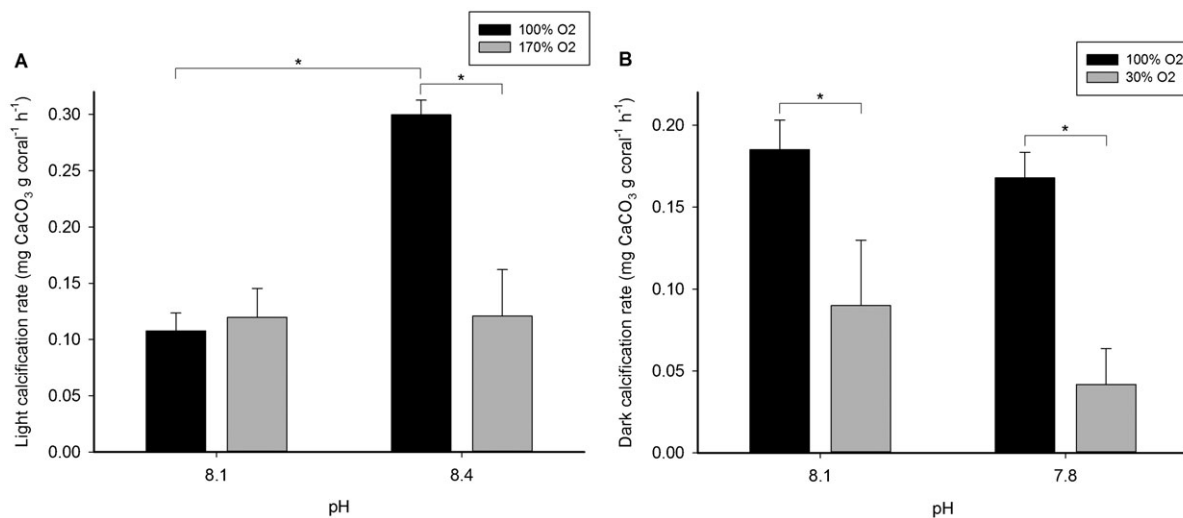 A
100% O2
170% O2
*
*
Light calcification rate (mg CaCO₃ g coral⁻¹ h⁻¹)
0.30
0.25
0.20
0.15
0.10
0.05
0.00
8.1
8.4
pH
B
100% O2
30% O2
*
*
Dark calcification rate (mg CaCO₃ g coral⁻¹ h⁻¹)
0.20
0.15
0.10
0.05
0.00
8.1
7.8
pH